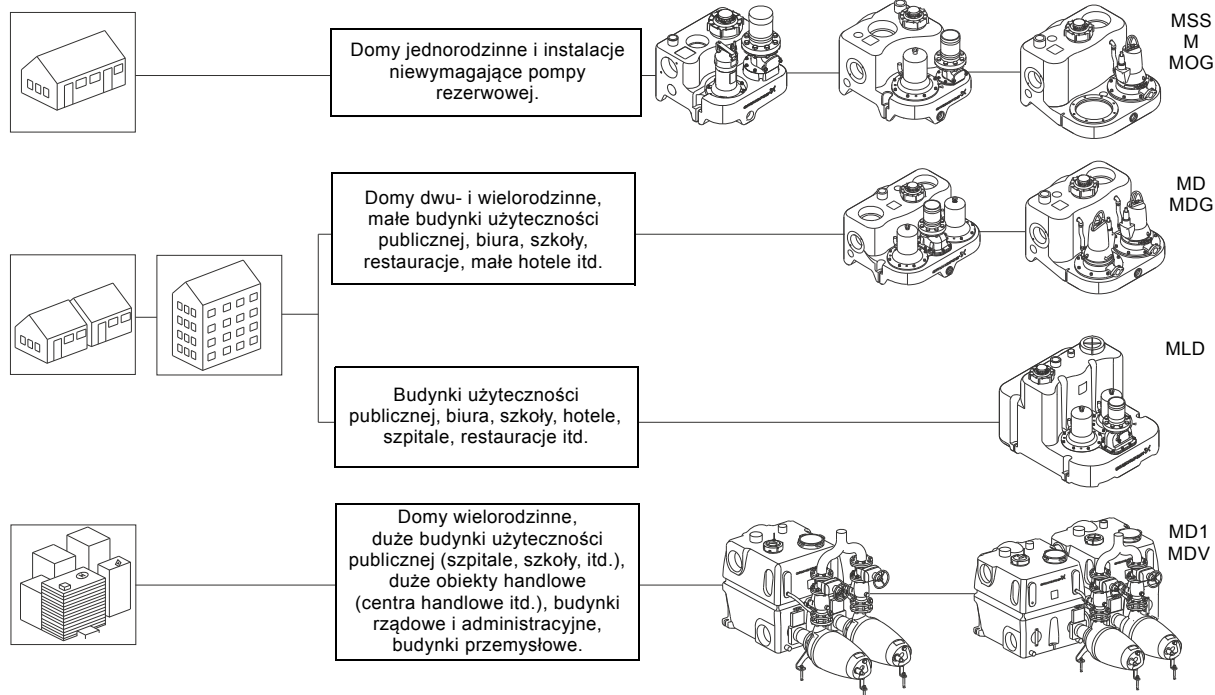 Domy jednorodzinne i instalacje
niewymagające pompy
rezerwowej.
MSS
M
MOG
Domy dwu- i wielorodzinne,
małe budynki użyteczności
publicznej, biura, szkoły,
restauracje, małe hotele itd.
MD
MDG
Budynki użyteczności
publicznej, biura, szkoły, hotele,
szpitale, restauracje itd.
MLD
Domy wielorodzinne,
duże budynki użyteczności
publicznej (szpitale, szkoły, itd.),
duże obiekty handlowe
(centra handlowe itd.), budynki
rządowe i administracyjne,
budynki przemysłowe.
MD1
MDV